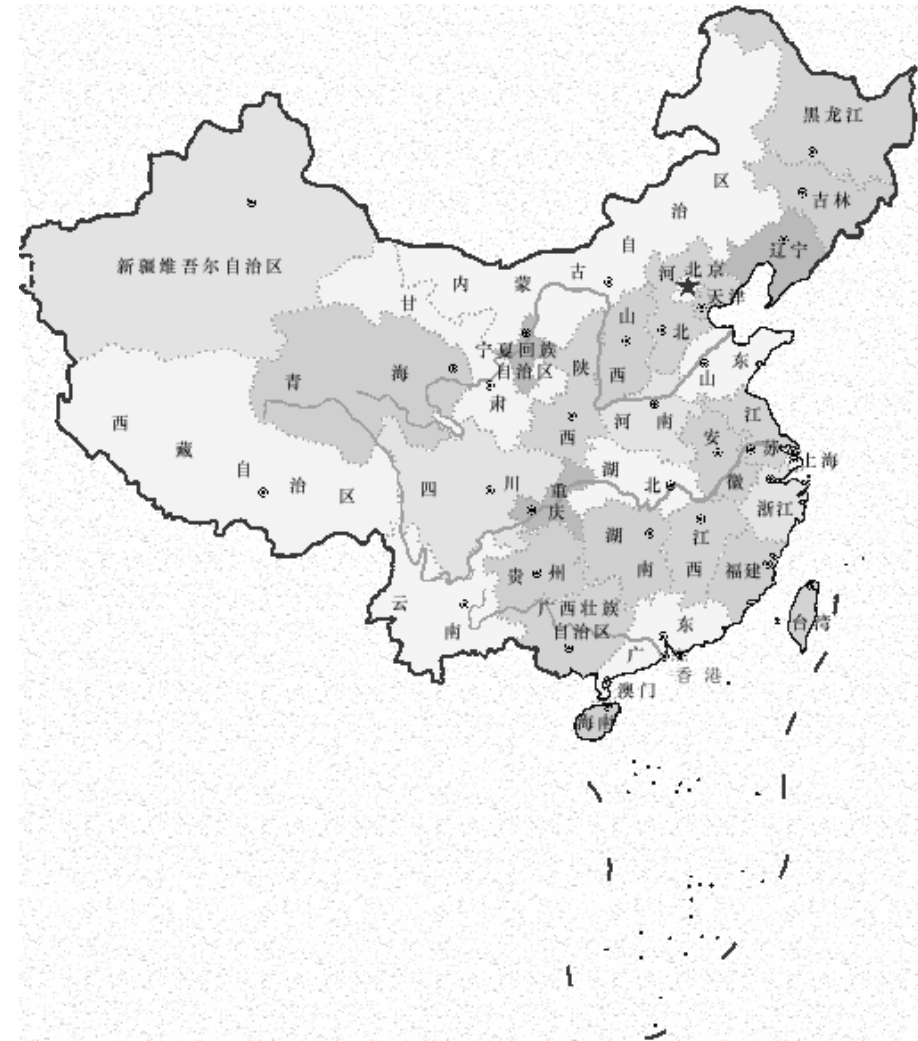 黑龙江
吉林
辽宁
内蒙古自治区
新疆维吾尔自治区
甘肃
河北
北京
天津
山西
宁夏回族
自治区
陕西
青海
山东
西藏自治区
河南
江苏
安徽
上海
四川
重庆
湖北
浙江
湖南
江西
福建
贵州
云南
广西壮族
自治区
广东
台湾
香港
澳门
海南